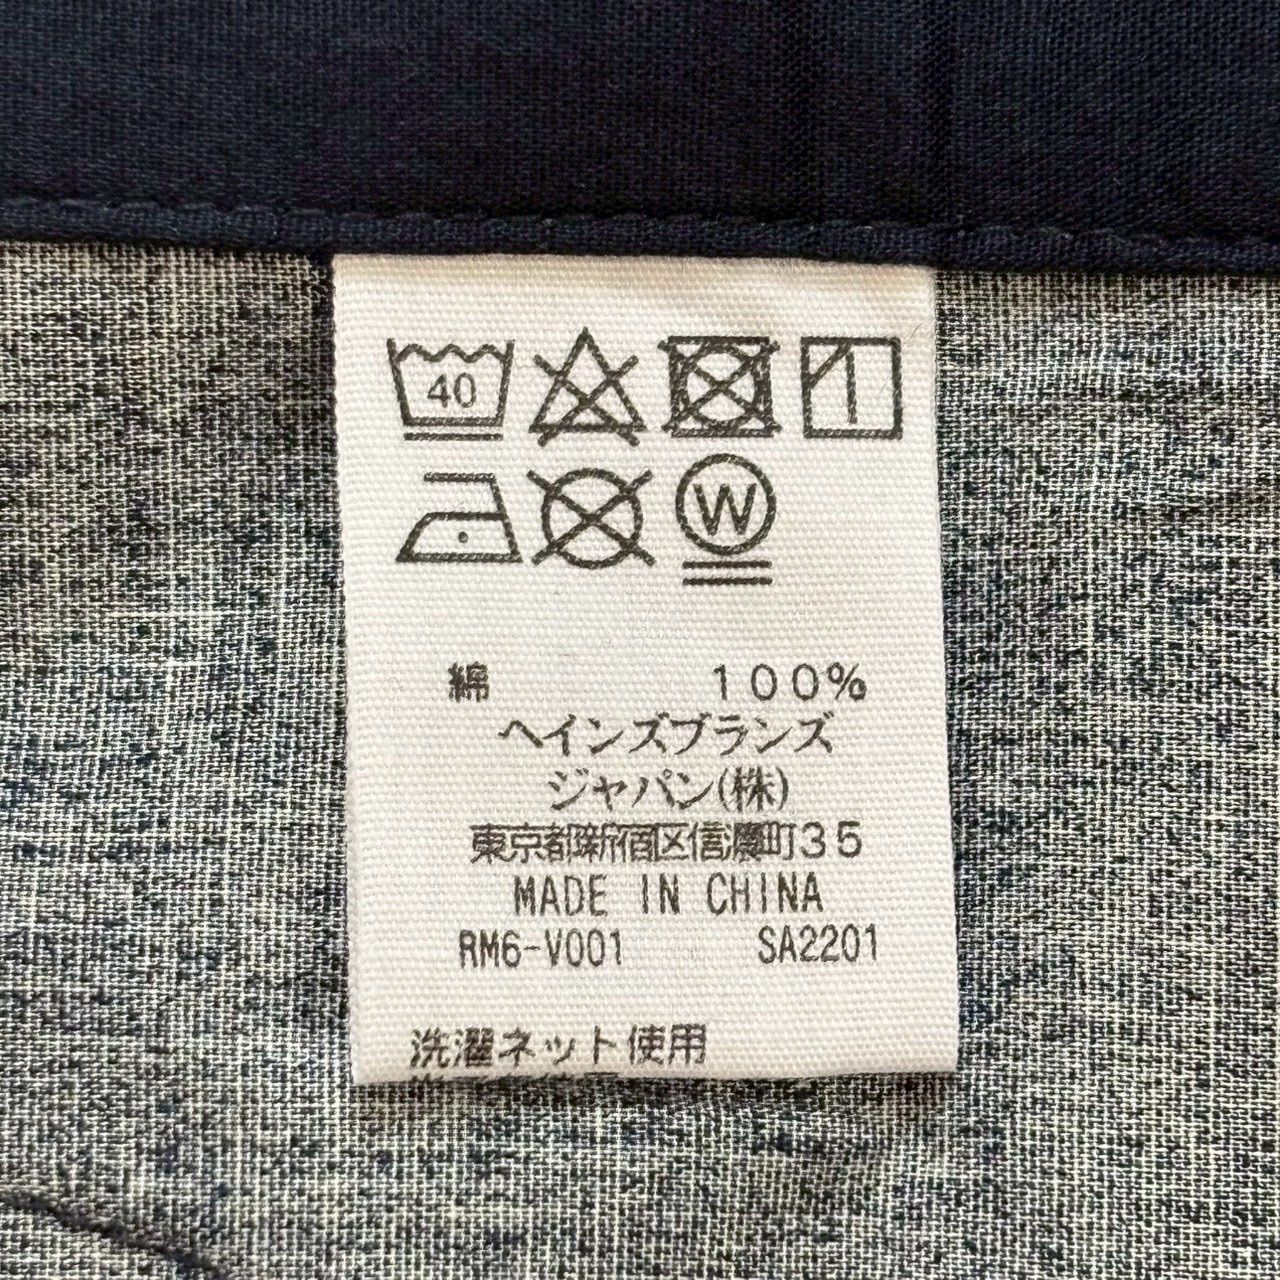 40
W
綿 100%
ヘインズブランズ
ジャパン(株)
東京都新宿区信濃町35
MADE IN CHINA
RM6-V001 SA2201
洗濯ネット使用